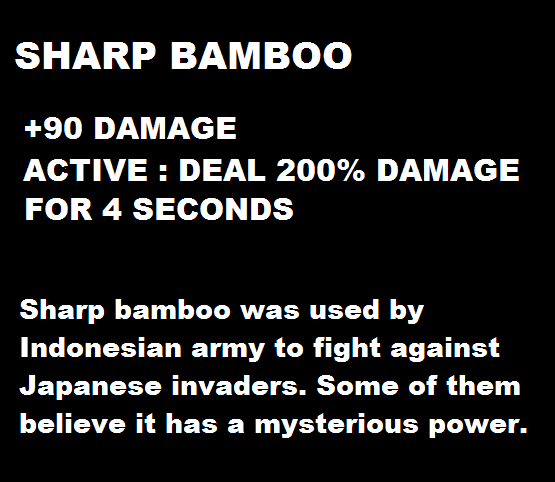 SHARP BAMBOO
+90 DAMAGE
ACTIVE : DEAL 200% DAMAGE
FOR 4 SECONDS
Sharp bamboo was used by
Indonesian army to fight against
Japanese invaders. Some of them
believe it has a mysterious power.